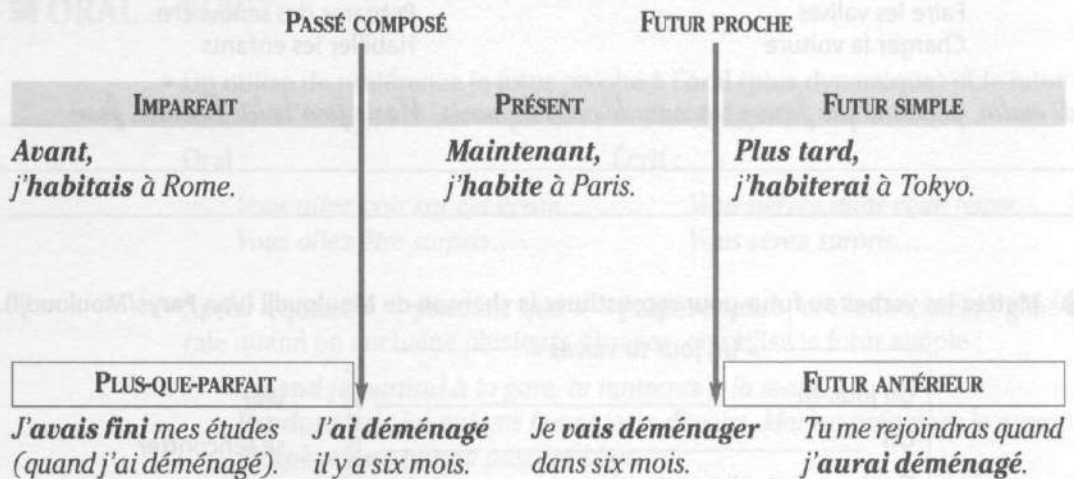 PASSÉ COMPOSÉ FUTUR PROCHE
IMPARFAIT PRÉSENT FUTUR SIMPLE
Avant, Maintenant, Plus tard,
j'habitais à Rome. j'habite à Paris. j'habiterai à Tokyo.
PLUS-QUE-PARFAIT FUTUR ANTÉRIEUR
J'avais fini mes études J'ai déménagé Je vais déménager Tu me rejoindras quand
(quand j'ai déménagé). il y a six mois. dans six mois. j'aurai déménagé.